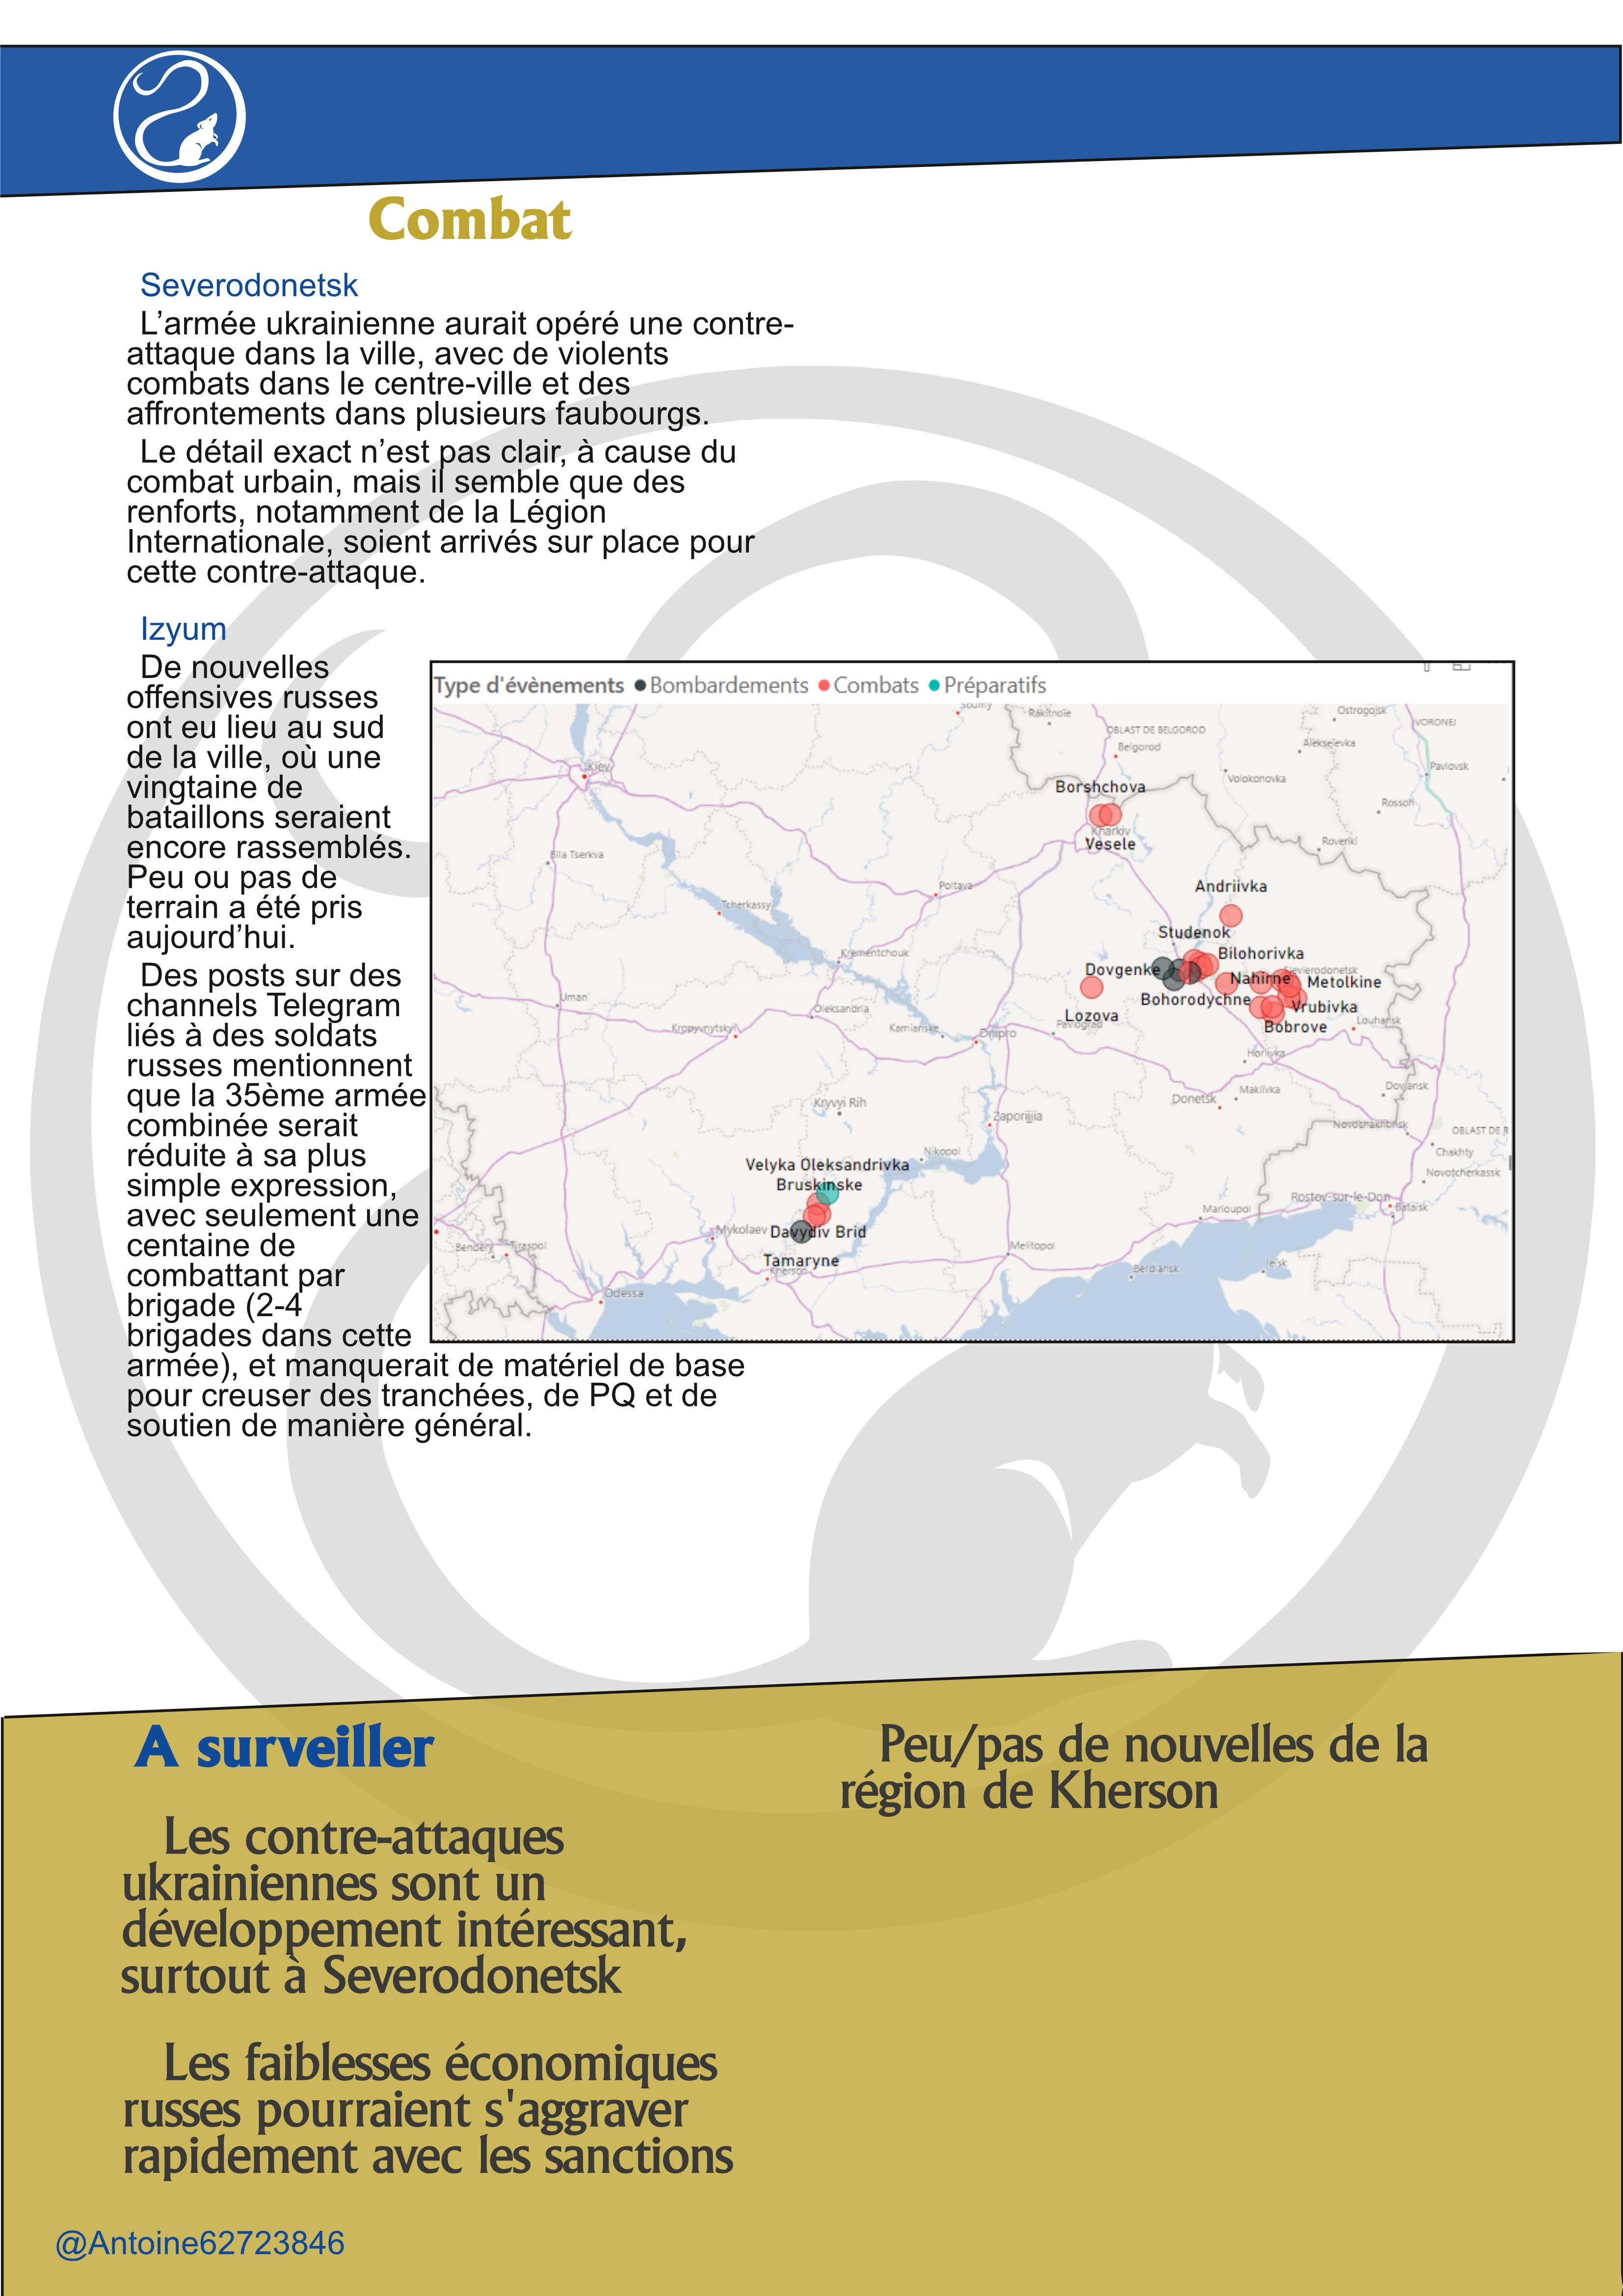 Combat
Severodonetsk
L’armée ukrainienne aurait opéré une contre-
attaque dans la ville, avec de violents
combats dans le centre-ville et des
affrontements dans plusieurs faubourgs.
Le détail exact n’est pas clair, à cause du
combat urbain, mais il semble que des
renforts, notamment de la Légion
Internationale, soient arrivés sur place pour
cette contre-attaque.
Izyum
De nouvelles
offensives russes
ont eu lieu au sud
de la ville, où une
vingtaine de
bataillons seraient
encore rassemblés.
Peu ou pas de
terrain a été pris
aujourd’hui.
Des posts sur des
channels Telegram
liés à des soldats
russes mentionnent
que la 35ème armée
combinée serait
réduite à sa plus
simple expression,
avec seulement une
centaine de
combattant par
brigade (2-4
brigades dans cette
armée), et manquerait de matériel de base
pour creuser des tranchées, de PQ et de
soutien de manière général.
Type d'évènements Bombardements Combats Préparatifs
Soumy
Rakitnoïe
Ostrogojsk
OBLAST DE BELGOROD
VORONEJ
Belgorod
Alekseïevka
Kiev
Pavlovsk
Volokonovka
Borshchova
Rossoh
Kharkiv
Vesele
Roverki
Bila Tserkva
Poltava
Andriivka
Tcherkassy
Studenok
Krementchouk
Bilohorivka
Dovgenke
Sievierodonetsk
Nahirne
Metolkine
Uman
Bohorodychne
Vrubivka
Oleksandria
Lozova
Pavlograd
Louhansk
Kropyvnytskyï
Kamianske
Dnipro
Bobrove
Horlivka
Makiïvka
Dovjansk
Donetsk
Kryvyi Rih
Zaporijjia
Novochakhtinsk
OBLAST DE R
Chakhty
Nikopol
Velyka Oleksandrivka
Novotcherkassk
Bruskinske
Rostov-sur-le-Don
Marioupol
Bataïsk
Mykolaev
Davydiv Brid
Bendery
Tiraspol
Melitopol
Tamaryne
Kherson
Berdiansk
Ieïsk
Odessa
A surveiller
Les contre-attaques
ukrainiennes sont un
développement intéressant,
surtout à Severodonetsk
Les faiblesses économiques
russes pourraient s'aggraver
rapidement avec les sanctions
Peu/pas de nouvelles de la
région de Kherson
@Antoine62723846